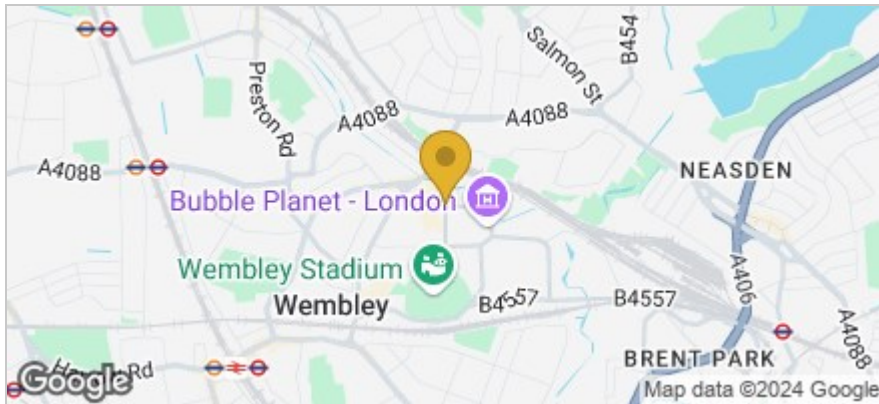 B454
Salmon St
Preston Rd
A4088
A4088
A4088
NEASDEN
Bubble Planet - London
Wembley Stadium
A406
Wembley
B4557
B4557
A4088
BRENT PARK
Rd
Google
Map data ©2024 Google